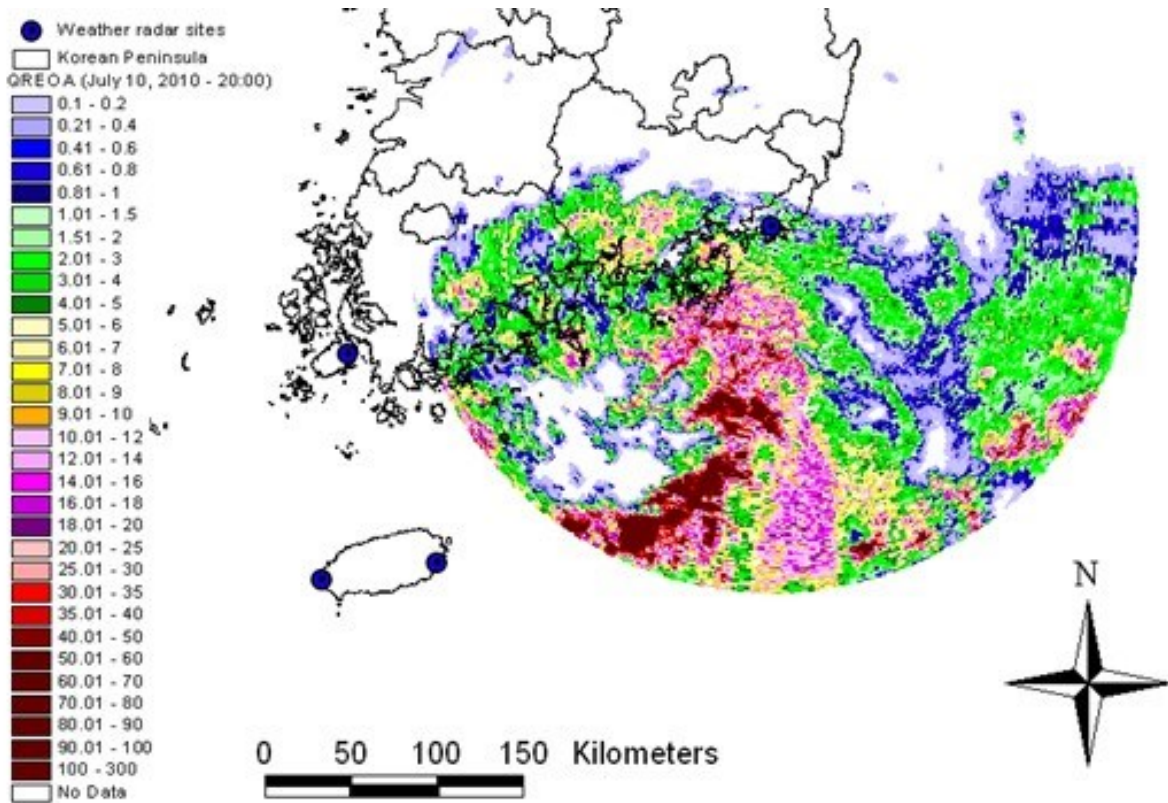 Weather radar sites
Korean Peninsula
QREOA (July 10, 2010 - 20:00)
0.1 - 0.2
0.21 - 0.4
0.41 - 0.6
0.61 - 0.8
0.81 - 1
1.01 - 1.5
1.51 - 2
2.01 - 3
3.01 - 4
4.01 - 5
5.01 - 6
6.01 - 7
7.01 - 8
8.01 - 9
9.01 - 10
10.01 - 12
12.01 - 14
14.01 - 16
16.01 - 18
18.01 - 20
20.01 - 25
25.01 - 30
30.01 - 35
35.01 - 40
40.01 - 50
50.01 - 60
60.01 - 70
70.01 - 80
80.01 - 90
90.01 - 100
100 - 300
No Data
N
0 50 100 150 Kilometers